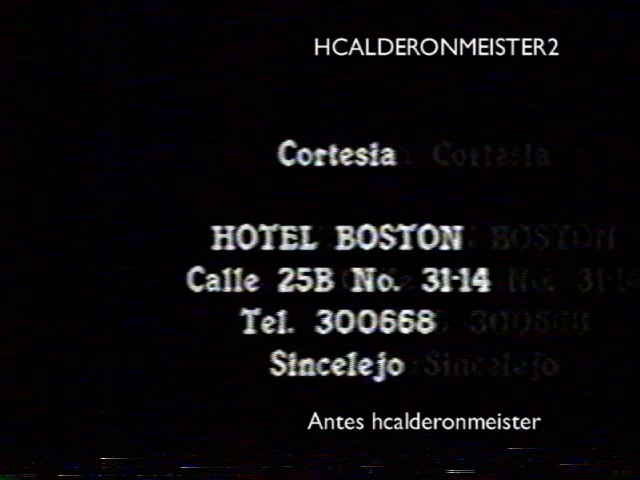 HCALDERONMEISTER2
Cortesia
HOTEL BOSTON
Calle 25B No. 31-14
Tel. 300668
Sincelejo
Antes hcalderonmeister